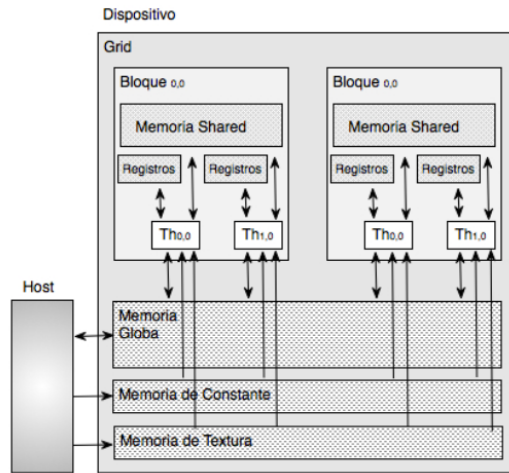 Dispositivo
Grid
Bloque 0,0
Bloque 0,0
Memoria Shared
Memoria Shared
Registros
Registros
Registros
Registros
Th0,0
Th1,0
Th0,0
Th1,0
Host
Memoria
Globa
Memoria de Constante
Memoria de Textura